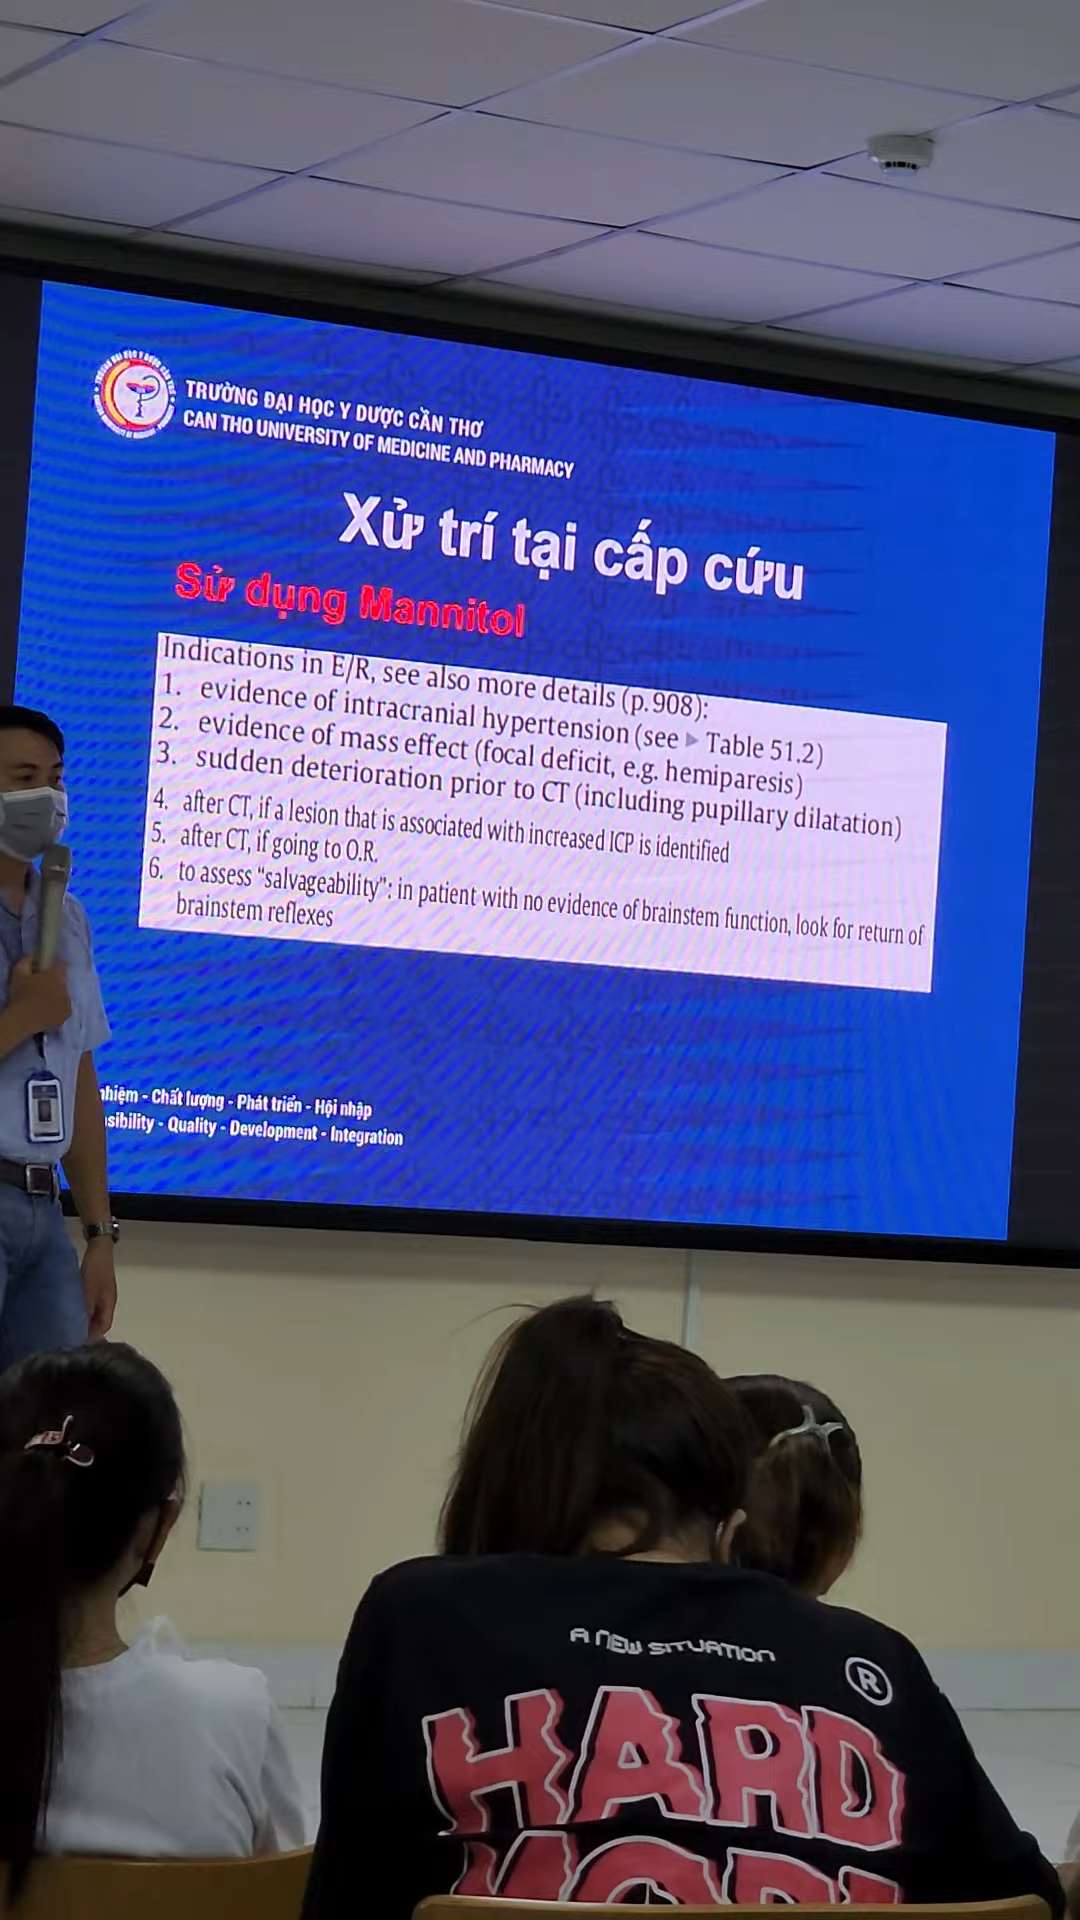 TRƯỜNG ĐẠI HỌC Y DƯỢC CẦN THƠ
CAN THO UNIVERSITY OF MEDICINE AND PHARMACY
Xử trí tại cấp cứu
Sử dụng Mannitol
Indications in E/R, see also more details (p. 908):
1. evidence of intracranial hypertension (see ▶ Table 51.2)
2. evidence of mass effect (focal deficit, e.g. hemiparesis)
3. sudden deterioration prior to CT (including pupillary dilatation)
4. after CT, if a lesion that is associated with increased ICP is identified
5. after CT, if going to O.R.
6. to assess “salvageability”: in patient with no evidence of brainstem function, look for return of
brainstem reflexes
nhiệm - Chất lượng - Phát triển - Hội nhập
sibility - Quality - Development - Integration
A NEW SITUATION
®
HARD